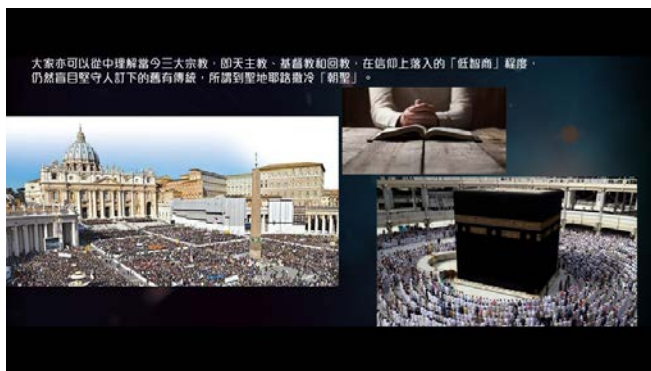 大家亦可以從中理解當今三大宗教，即天主教、基督教和回教，在信仰上落入的「低智商」程度，
仍然盲目堅守人訂下的舊有傳統，所謂到聖地耶路撒冷「朝聖」。